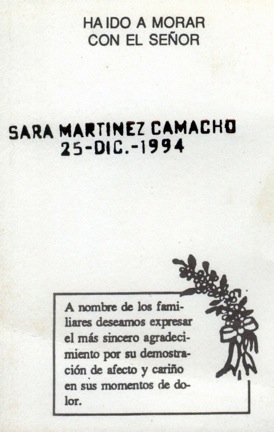 HA IDO A MORAR
CON EL SEÑOR
SARA MARTINEZ CAMACHO
25-DIC.-1994
A nombre de los fami-
liares deseamos expresar
el más sincero agradeci-
miento por su demostra-
ción de afecto y cariño
en sus momentos de do-
lor.